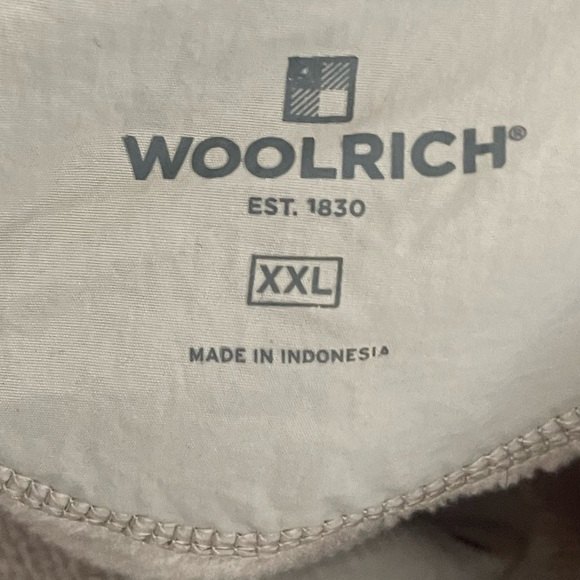 WOOLRICH®
EST. 1830
XXL
MADE IN INDONESIA